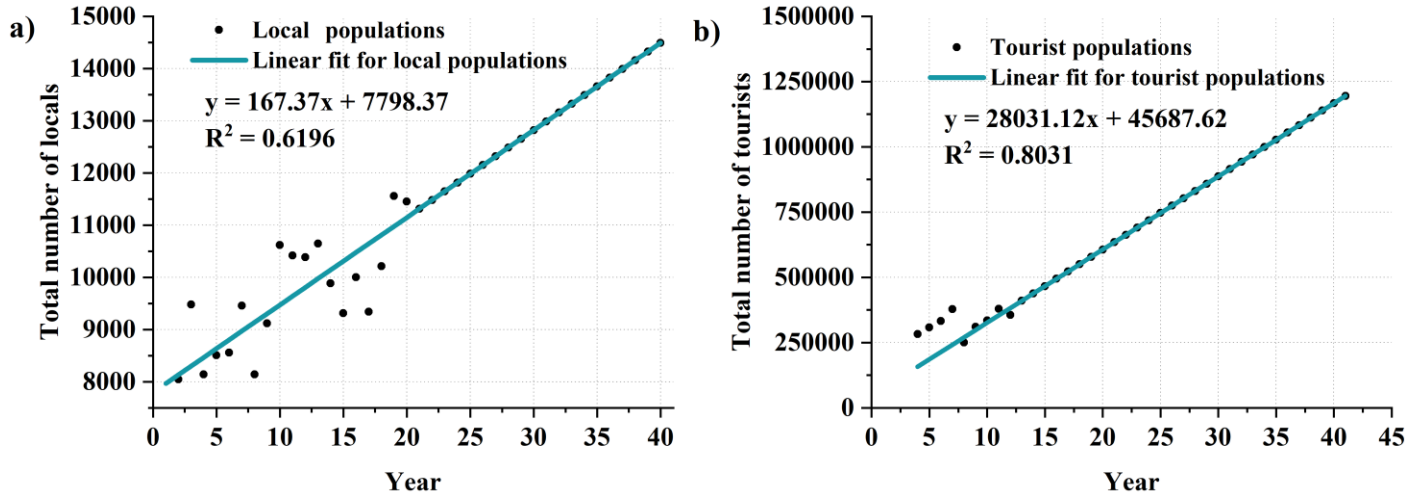 a)
Total number of locals
15000
14000
13000
12000
11000
10000
9000
8000
Local populations
Linear fit for local populations
y = 167.37x + 7798.37
R² = 0.6196
0 5 10 15 20 25 30 35 40
Year
b)
Total number of tourists
1500000
1250000
1000000
750000
500000
250000
0
Tourist populations
Linear fit for tourist populations
y = 28031.12x + 45687.62
R² = 0.8031
0 5 10 15 20 25 30 35 40 45
Year